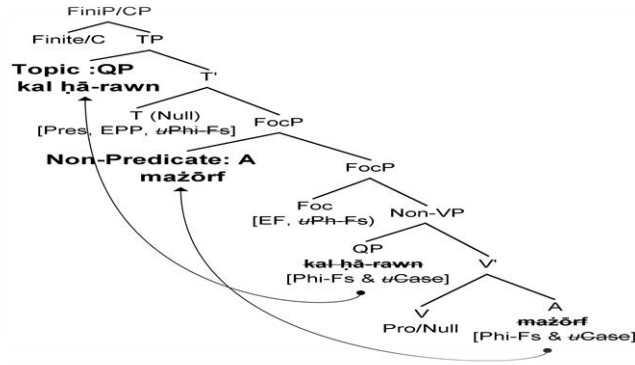 FiniP/CP
Finite/C TP
Topic :QP
kal ḥā-rawn
T'
T (Null)
[Pres, EPP, uPhi-Fs]
FocP
Non-Predicate: A
mażōrf
FocP
Foc
[EF, uPh-Fs)
Non-VP
QP
kal ḥā-rawn
[Phi-Fs & uCase]
V'
V
Pro/Null
A
mażōrf
[Phi-Fs & uCase]